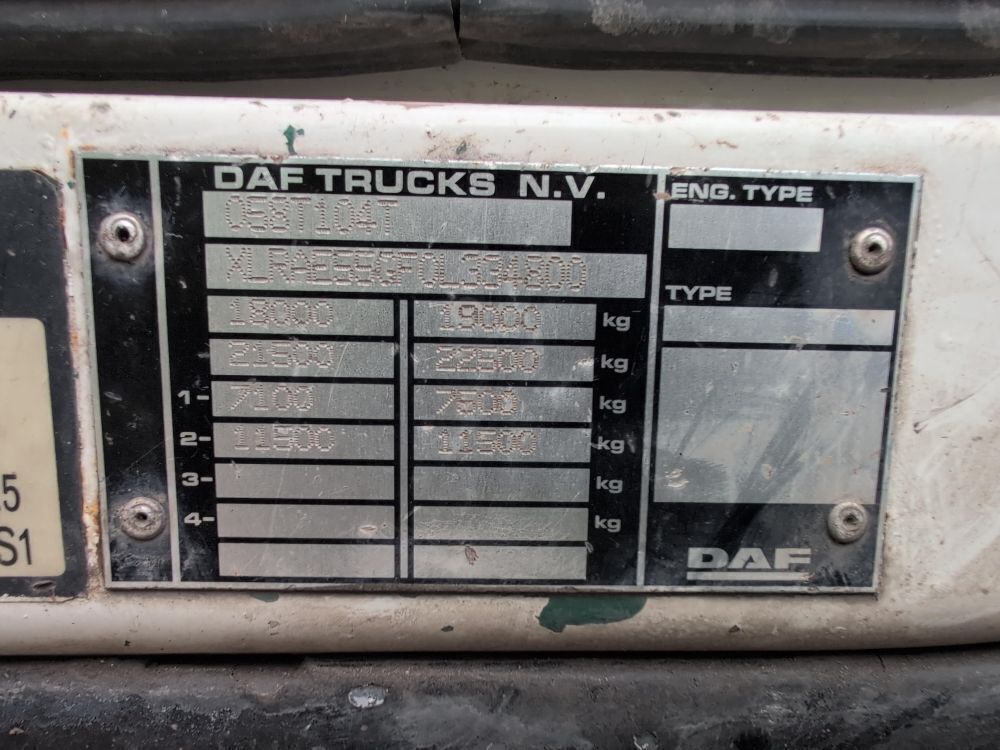 .5
S1
DAF TRUCKS N.V.
XLRAE55GF0L334800
18000 19000 kg
21500 22500 kg
1- 7100 7500 kg
2- 11500 11500 kg
3- kg
4- kg
ENG. TYPE
TYPE
DAF